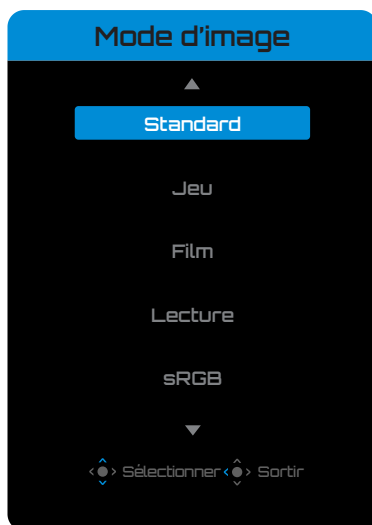 Mode d'image
Standard
Jeu
Film
Lecture
sRGB
Sélectionner Sortir